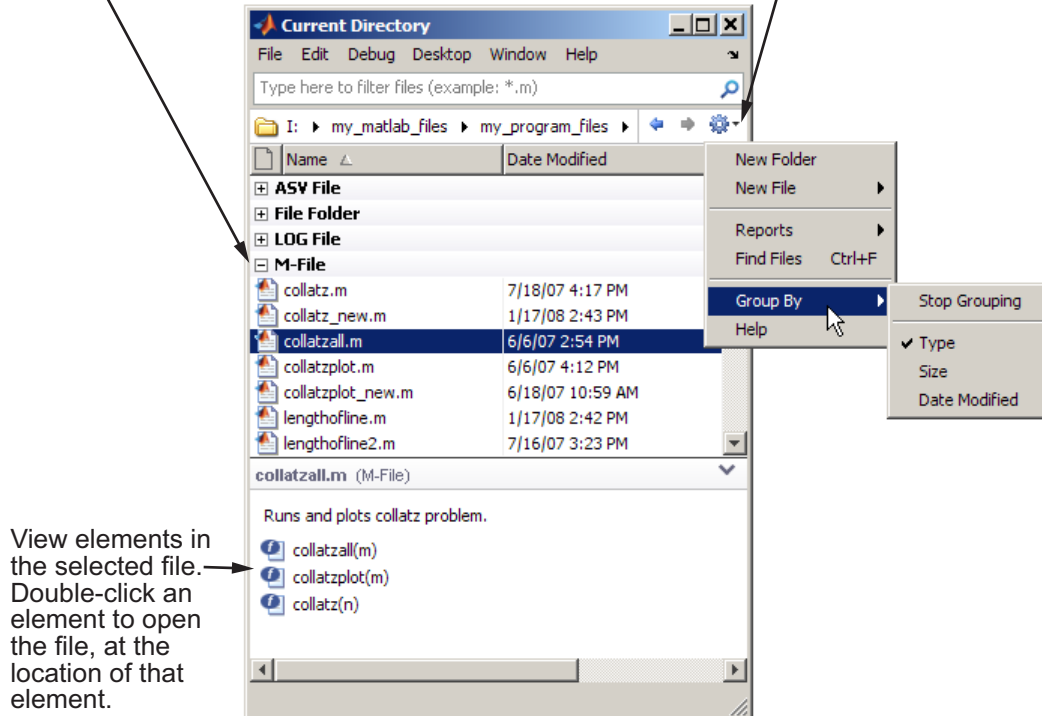 Current Directory
File Edit Debug Desktop Window Help
Type here to filter files (example: *.m)
I: my_matlab_files my_program_files
Name Date Modified
ASV File
File Folder
LOG File
M-File
collatz.m 7/18/07 4:17 PM
collatz_new.m 1/17/08 2:43 PM
collatzall.m 6/6/07 2:54 PM
collatzplot.m 6/6/07 4:12 PM
collatzplot_new.m 6/18/07 10:59 AM
lengthofline.m 1/17/08 2:42 PM
lengthofline2.m 7/16/07 3:23 PM
New Folder
New File
Reports
Find Files Ctrl+F
Group By
Help
Stop Grouping
Type
Size
Date Modified
collatzall.m (M-File)
Runs and plots collatz problem.
collatzall(m)
collatzplot(m)
collatz(n)
View elements in
the selected file.
Double-click an
element to open
the file, at the
location of that
element.